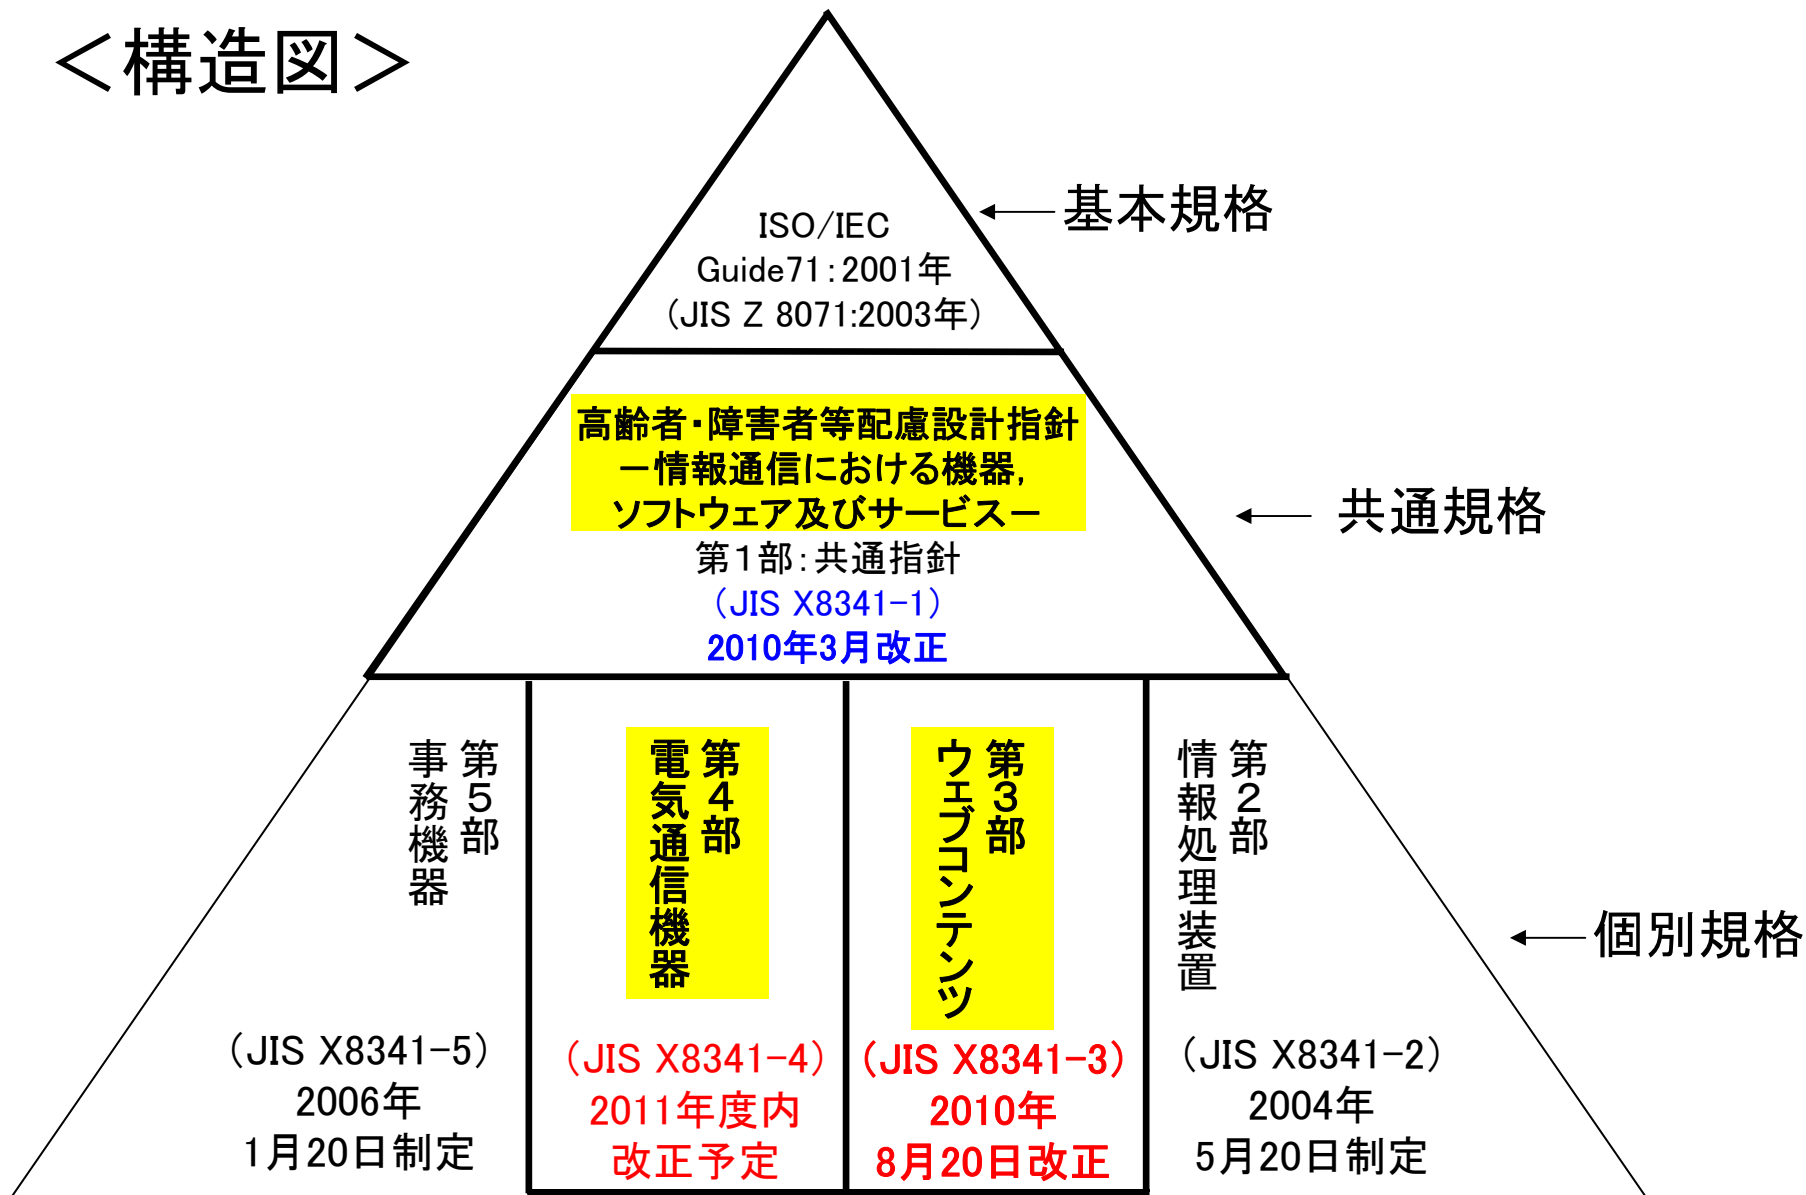 ＜構造図＞
基本規格
ISO/IEC
Guide71：2001年
（JIS Z 8071:2003年）
高齢者・障害者等配慮設計指針
－情報通信における機器，
ソフトウェア及びサービス－
共通規格
第１部：共通指針
（JIS X8341-1）
2010年3月改正
第５部
事務機器
（JIS X8341-5）
2006年
1月20日制定
第４部
電気通信機器
（JIS X8341-4）
2011年度内
改正予定
第３部
ウェブコンテンツ
（JIS X8341-3）
2010年
8月20日改正
第２部
情報処理装置
（JIS X8341-2）
2004年
5月20日制定
個別規格